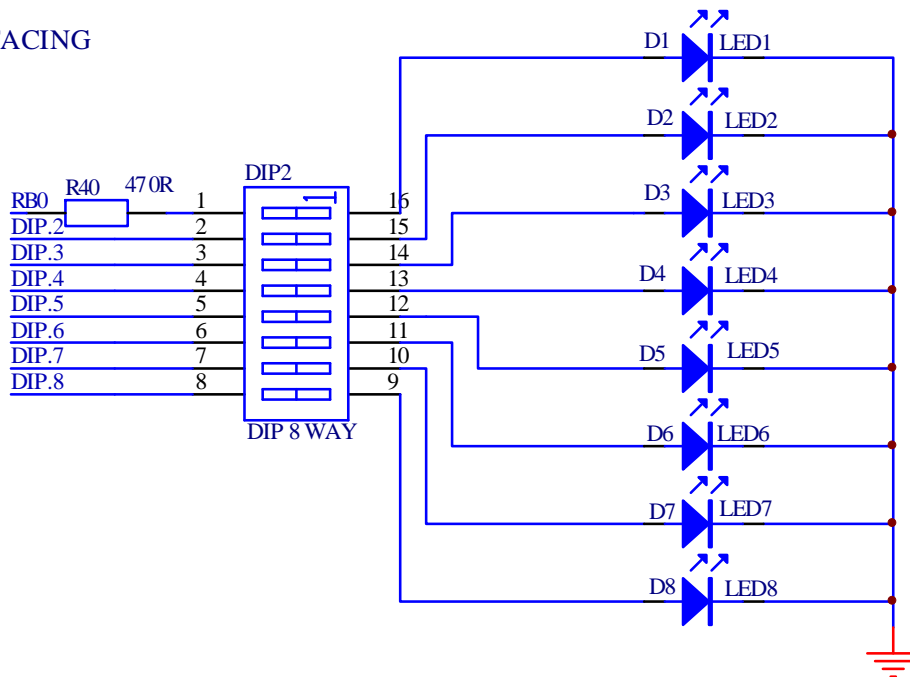 ACING
D1 LED1
D2 LED2
D3 LED3
D4 LED4
D5 LED5
D6 LED6
D7 LED7
D8 LED8
DIP2
1
RB0 R40 470R 1 16
DIP.2 2 15
DIP.3 3 14
DIP.4 4 13
DIP.5 5 12
DIP.6 6 11
DIP.7 7 10
DIP.8 8 9
DIP 8 WAY